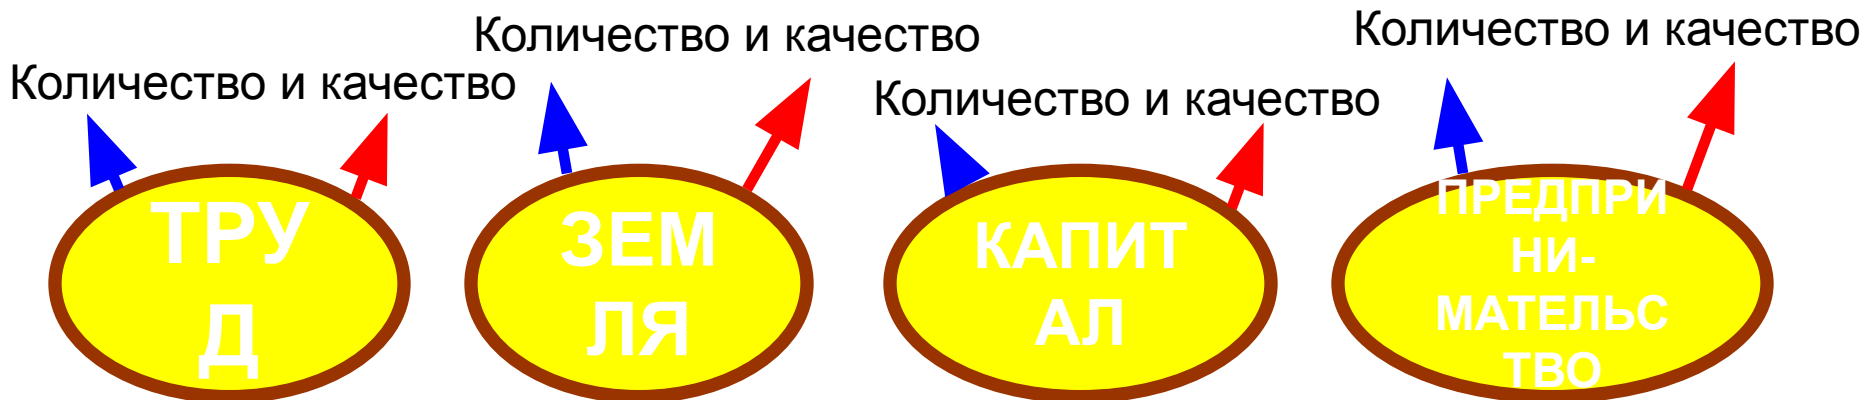 Количество и качество
Количество и качество
Количество и качество
Количество и качество
ТРУ
Д
ЗЕМ
ЛЯ
КАПИТ
АЛ
ПРЕДПРИ
НИ-
МАТЕЛЬС
ТВО